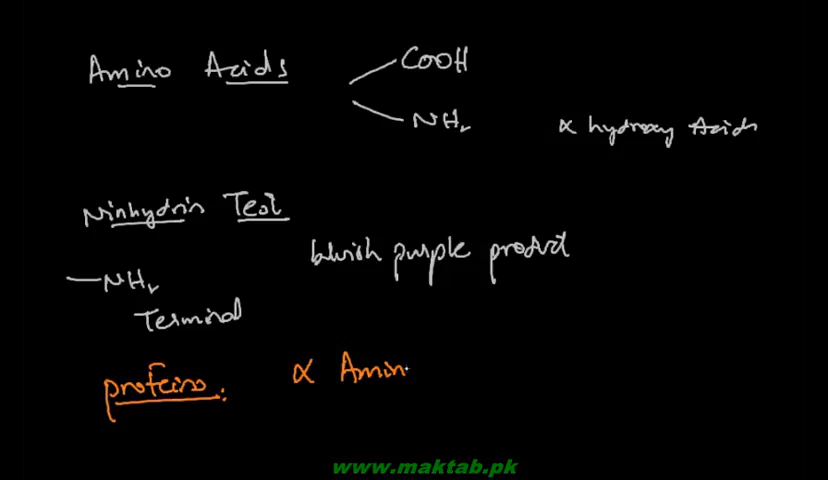 Amino Acids
COOH
NH2
α hydroxy Acids
Ninhydrin Test
bluish purple product
—NH2
Terminal
proteins: α Amin
www.maktab.pk